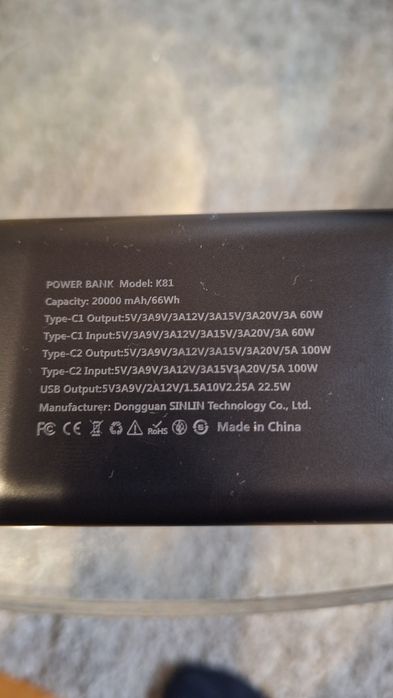 POWER BANK Model: K81
Capacity: 20000 mAh/66Wh
Type-C1 Output:5V/3A9V/3A12V/3A15V/3A20V/3A 60W
Type-C1 Input:5V/3A9V/3A12V/3A15V/3A20V/3A 60W
Type-C2 Output:5V/3A9V/3A12V/3A15V/3A20V/5A 100W
Type-C2 Input:5V/3A9V/3A12V/3A15V3A20V/5A 100W
USB Output:5V3A9V/2A12V/1.5A10V2.25A 22.5W
Manufacturer: Dongguan SINLIN Technology Co., Ltd.
FC CE RoHS Made in China